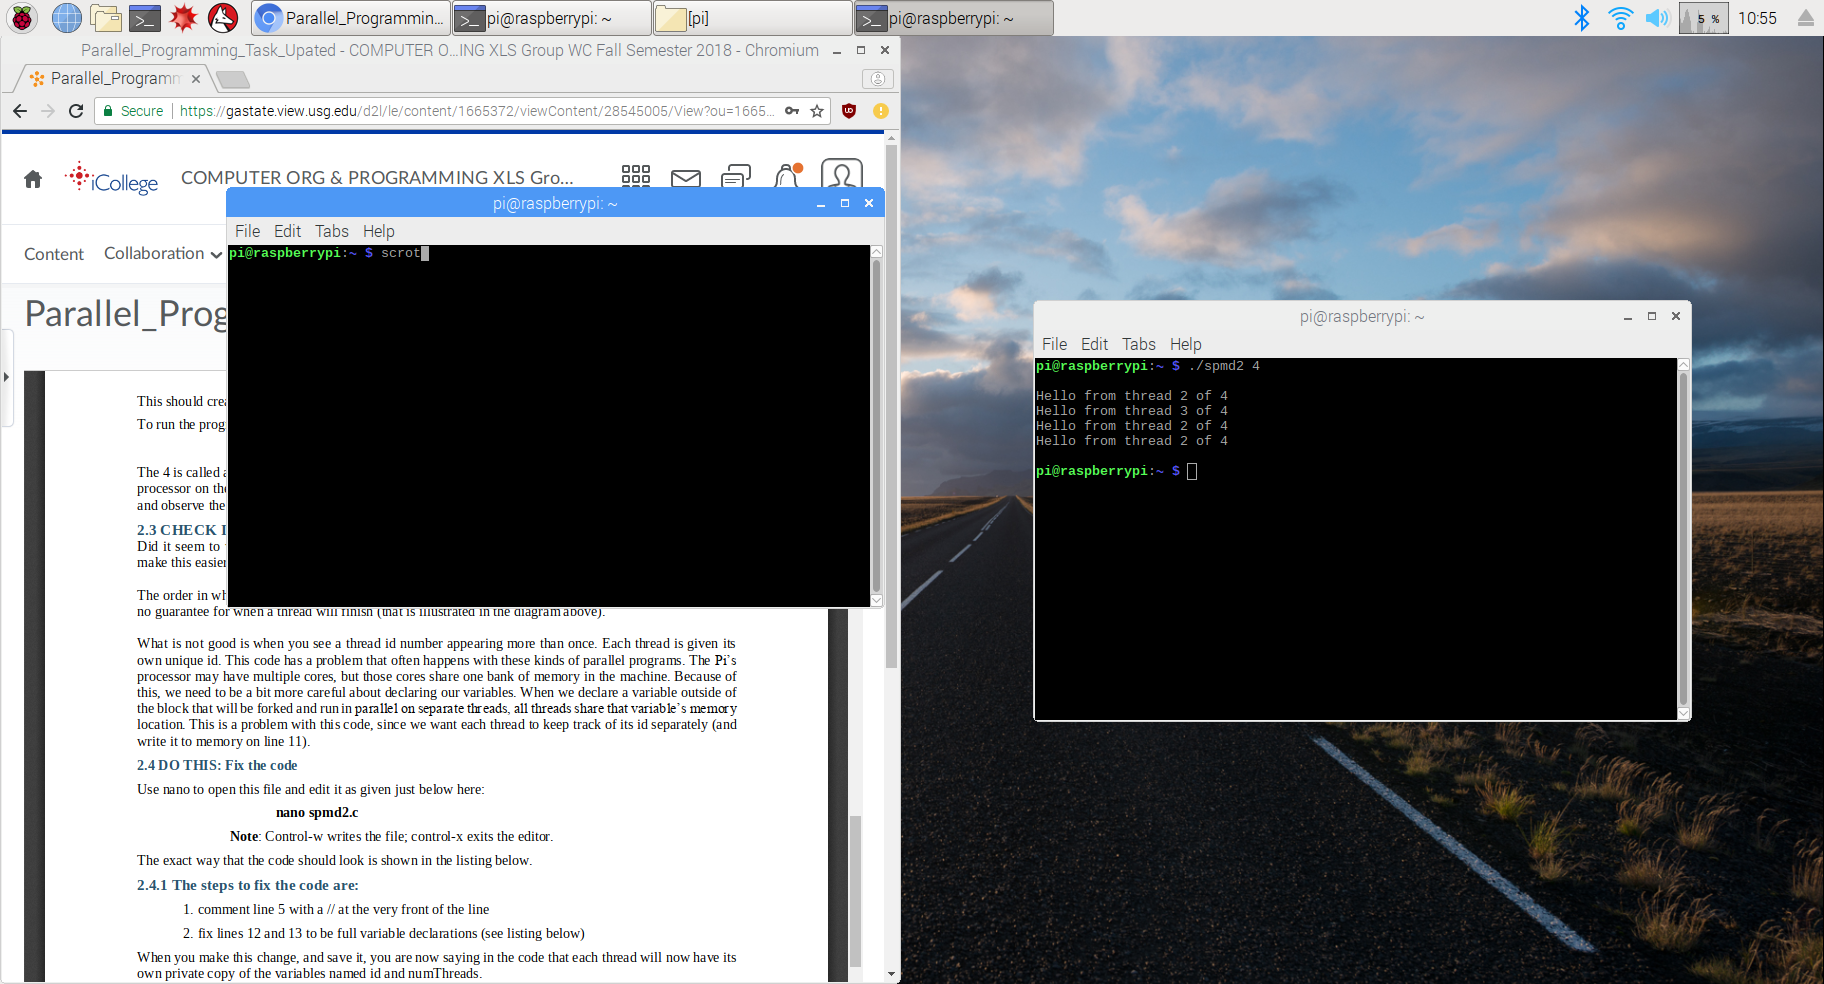 Parallel_Programmin...
pi@raspberrypi: ~
[pi]
pi@raspberrypi: ~
5 %
10:55
Parallel_Programming_Task_Upated - COMPUTER O...ING XLS Group WC Fall Semester 2018 - Chromium
Parallel_Programm
Secure
https://gastate.view.usg.edu/d2l/le/content/1665372/viewContent/28545005/View?ou=1665...
iCollege
COMPUTER ORG & PROGRAMMING XLS Gro...
Content
Collaboration
Parallel_Prog
This should crea
To run the prog
The 4 is called a
processor on the
and observe the
2.3 CHECK I
Did it seem to
make this easier
The order in wh
no guarantee for when a thread will finish (that is illustrated in the diagram above).
What is not good is when you see a thread id number appearing more than once. Each thread is given its
own unique id. This code has a problem that often happens with these kinds of parallel programs. The Pi's
processor may have multiple cores, but those cores share one bank of memory in the machine. Because of
this, we need to be a bit more careful about declaring our variables. When we declare a variable outside of
the block that will be forked and run in parallel on separate threads, all threads share that variable's memory
location. This is a problem with this code, since we want each thread to keep track of its id separately (and
write it to memory on line 11).
2.4 DO THIS: Fix the code
Use nano to open this file and edit it as given just below here:
nano spmd2.c
Note: Control-w writes the file; control-x exits the editor.
The exact way that the code should look is shown in the listing below.
2.4.1 The steps to fix the code are:
1. comment line 5 with a // at the very front of the line
2. fix lines 12 and 13 to be full variable declarations (see listing below)
When you make this change, and save it, you are now saying in the code that each thread will now have its
own private copy of the variables named id and numThreads.
pi@raspberrypi: ~
File Edit Tabs Help
pi@raspberrypi:~ $ scrot
pi@raspberrypi: ~
File Edit Tabs Help
pi@raspberrypi:~ $ ./spmd2 4
Hello from thread 2 of 4
Hello from thread 3 of 4
Hello from thread 2 of 4
Hello from thread 2 of 4
pi@raspberrypi:~ $